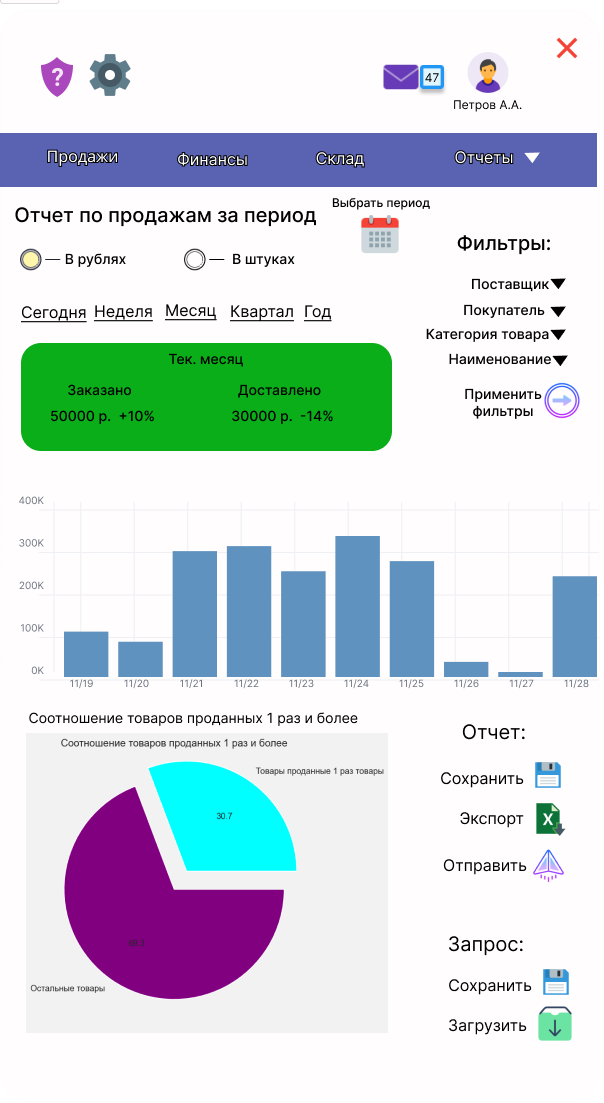 ?
47
Петров А.А.
Продажи
Финансы
Склад
Отчеты
Отчет по продажам за период
Выбрать период
— В рублях
— В штуках
Сегодня
Неделя
Месяц
Квартал
Год
Тек. месяц
Заказано
Доставлено
50000 р. +10%
30000 р. -14%
Фильтры:
Поставщик
Покупатель
Категория товара
Наименование
Применить
фильтры
400K
300K
200K
100K
0K
11/19
11/20
11/21
11/22
11/23
11/24
11/25
11/26
11/27
11/28
Соотношение товаров проданных 1 раз и более
Соотношение товаров проданных 1 раз и более
Товары проданные 1 раз товары
30.7
Остальные товары
Отчет:
Сохранить
Экспорт
X
Отправить
Запрос:
Сохранить
Загрузить